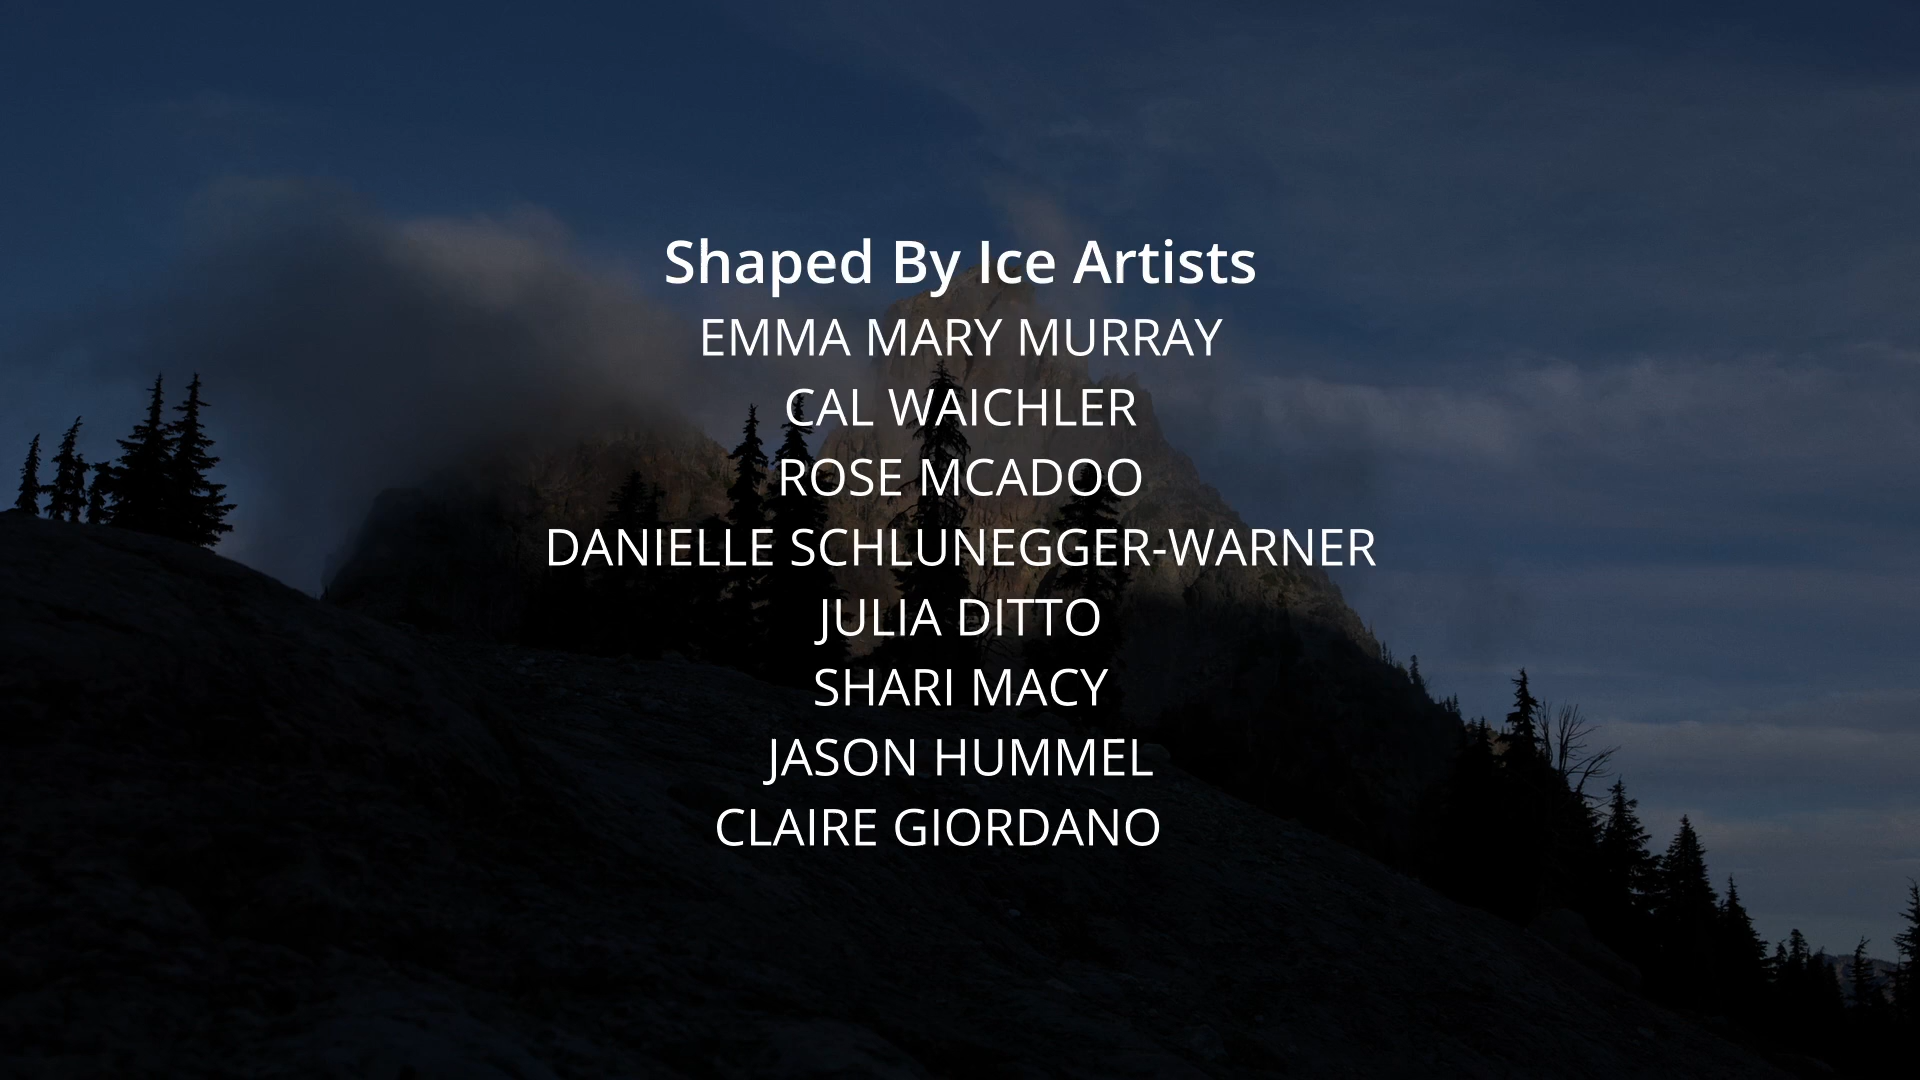 Shaped By Ice Artists
EMMA MARY MURRAY
CAL WAICHLER
ROSE MCADOO
DANIELLE SCHLUNEGGER-WARNER
JULIA DITTO
SHARI MACY
JASON HUMMEL
CLAIRE GIORDANO